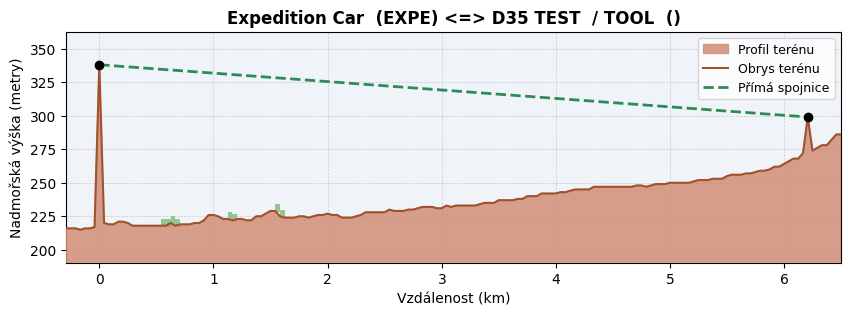 Expedition Car  (EXPE) <=> D35 TEST  / TOOL  ()
Nadmořská výška (metry)
350
325
300
275
250
225
200
Profil terénu
Obrys terénu
Přímá spojnice
0 1 2 3 4 5 6
Vzdálenost (km)